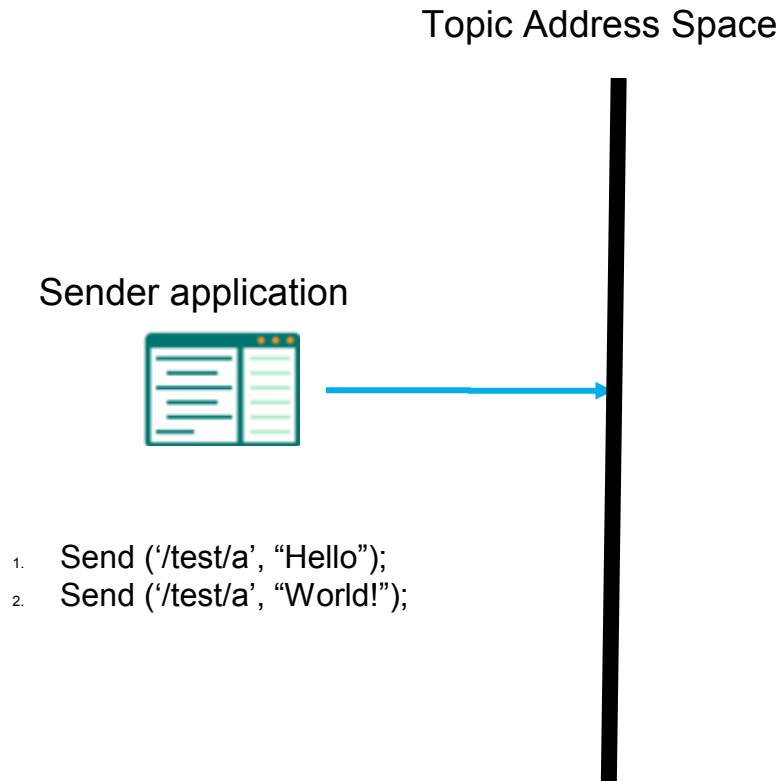 Topic Address Space
Sender application
1. Send (‘/test/a’, “Hello”);
2. Send (‘/test/a’, “World!”);